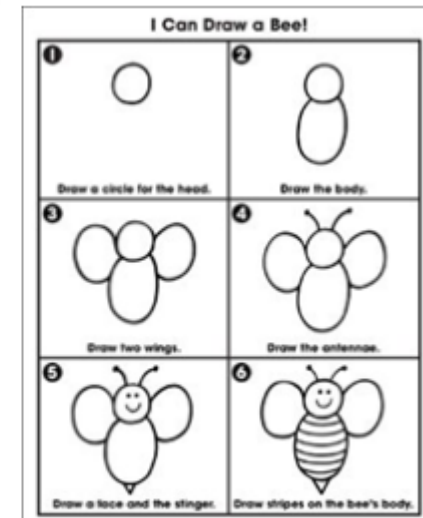 I Can Draw a Bee!
1
2
Draw a circle for the head.
Draw the body.
3
4
Draw two wings.
Draw the antennae.
5
6
Draw a face and the stinger.
Draw stripes on the bee's body.